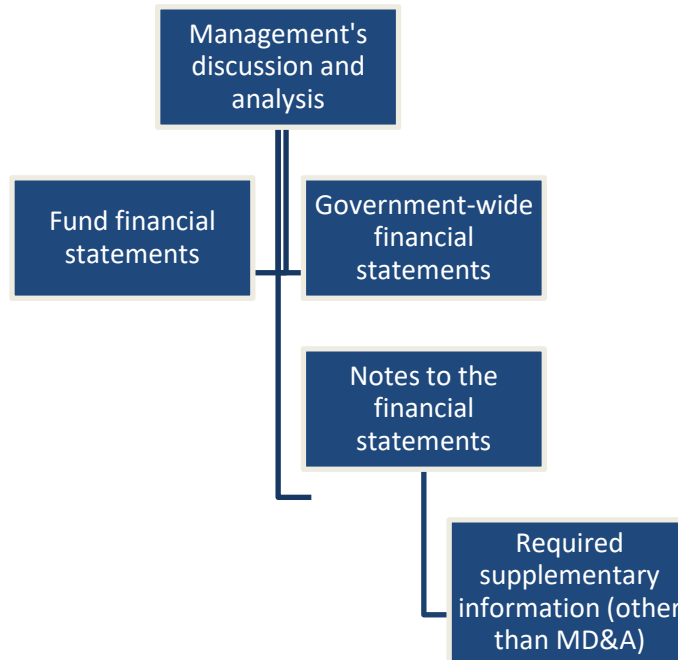 Management's
discussion and
analysis
Fund financial
statements
Government-wide
financial
statements
Notes to the
financial
statements
Required
supplementary
information (other
than MD&A)